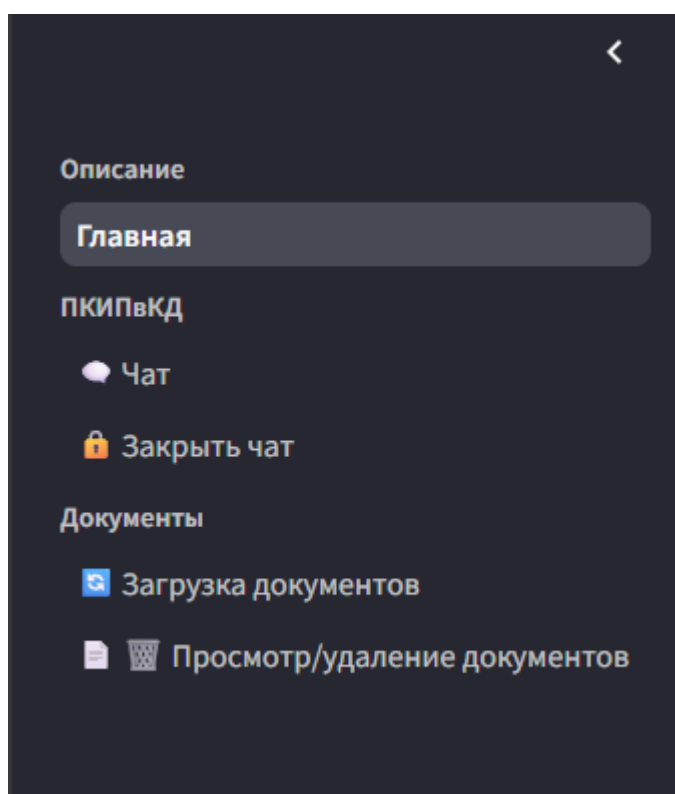 Описание
Главная
ПКИПвКД
Чат
Закрыть чат
Документы
Загрузка документов
Просмотр/удаление документов